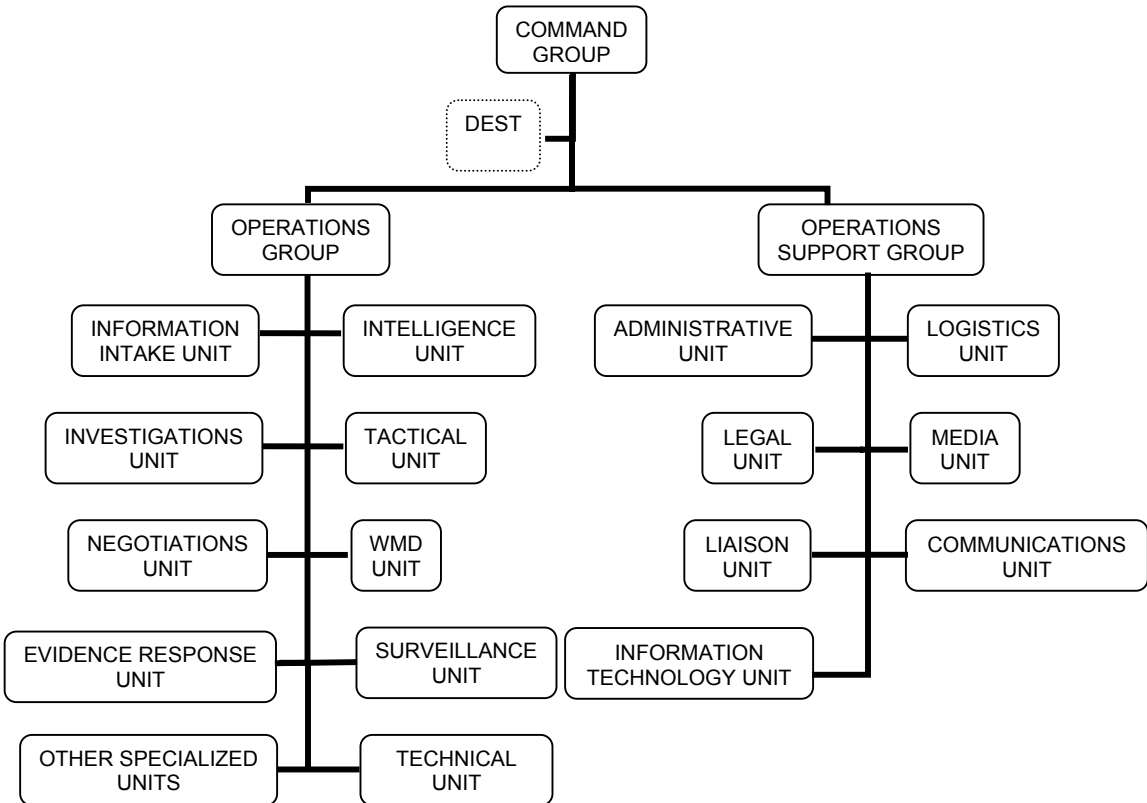 COMMAND
GROUP
DEST
OPERATIONS
GROUP
OPERATIONS
SUPPORT GROUP
INFORMATION
INTAKE UNIT
INTELLIGENCE
UNIT
ADMINISTRATIVE
UNIT
LOGISTICS
UNIT
INVESTIGATIONS
UNIT
TACTICAL
UNIT
LEGAL
UNIT
MEDIA
UNIT
NEGOTIATIONS
UNIT
WMD
UNIT
LIAISON
UNIT
COMMUNICATIONS
UNIT
EVIDENCE RESPONSE
UNIT
SURVEILLANCE
UNIT
INFORMATION
TECHNOLOGY UNIT
OTHER SPECIALIZED
UNITS
TECHNICAL
UNIT